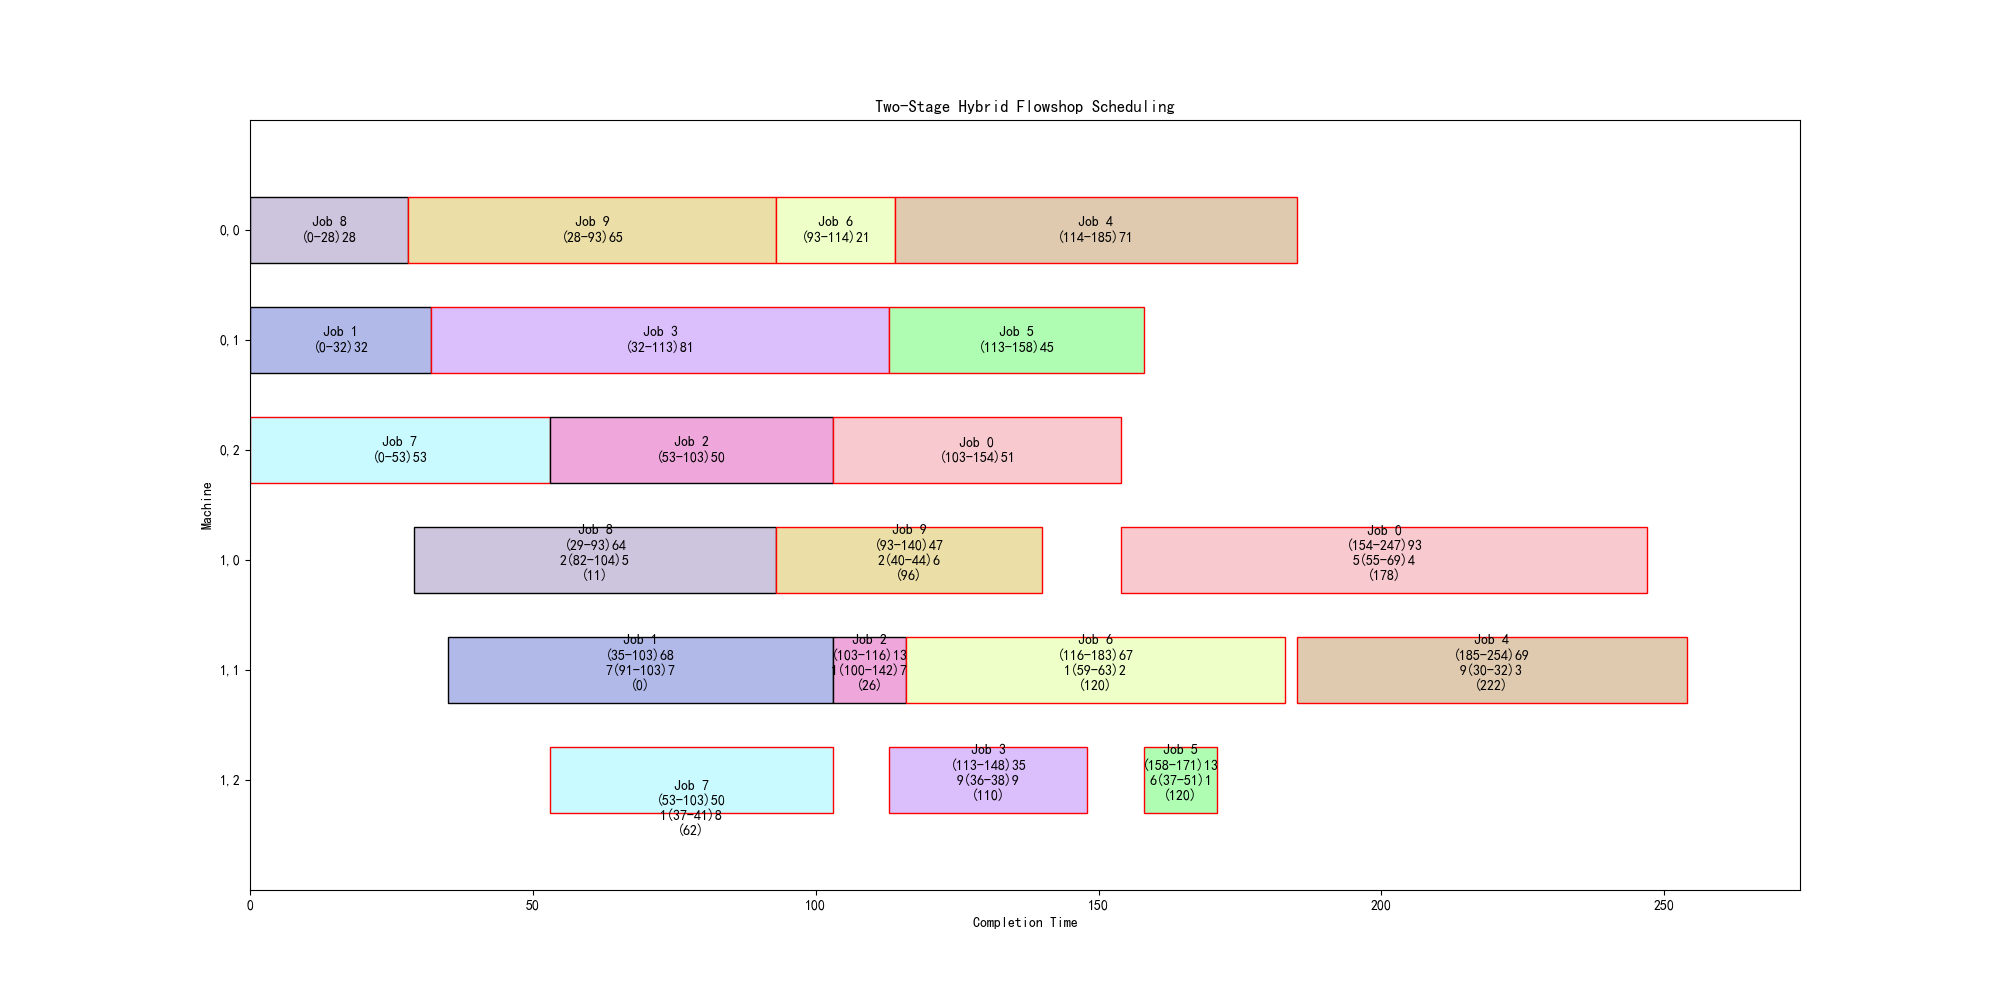 Two-Stage Hybrid Flowshop Scheduling
Machine
0,0
Job 8
(0-28)28
Job 9
(28-93)65
Job 6
(93-114)21
Job 4
(114-185)71
0,1
Job 1
(0-32)32
Job 3
(32-113)81
Job 5
(113-158)45
0,2
Job 7
(0-53)53
Job 2
(53-103)50
Job 0
(103-154)51
1,0
Job 8
(29-93)64
2(82-104)5
(11)
Job 9
(93-140)47
2(40-44)6
(96)
Job 0
(154-247)93
5(55-69)4
(178)
1,1
Job 1
(35-103)68
7(91-103)7
(0)
Job 2
(103-116)13
1(100-142)7
(26)
Job 6
(116-183)67
1(59-63)2
(120)
Job 4
(185-254)69
9(30-32)3
(222)
1,2
Job 7
(53-103)50
1(37-41)8
(62)
Job 3
(113-148)35
9(36-38)9
(110)
Job 5
(158-171)13
6(37-51)1
(120)
0 50 100 150 200 250
Completion Time